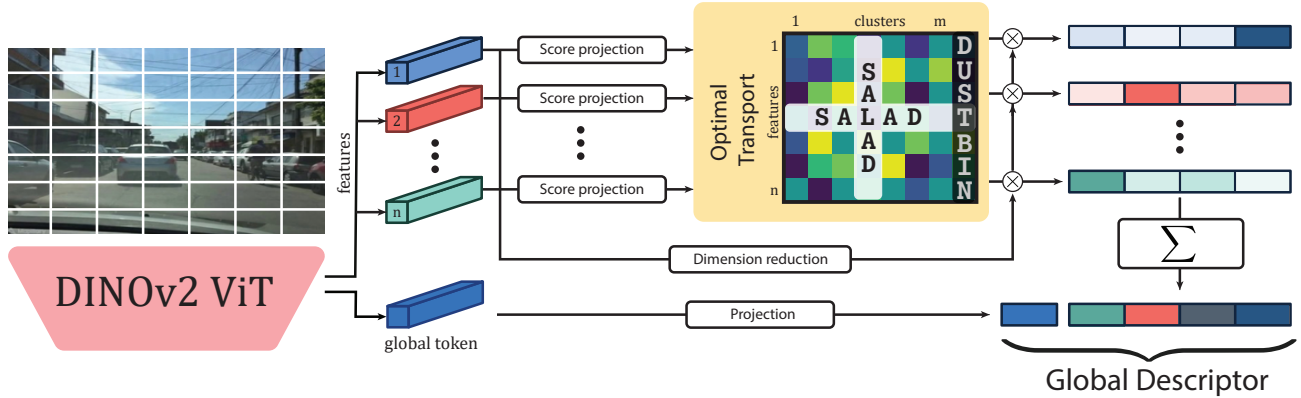 1 clusters m
1
features
n
Optimal
Transport
SALAD
SALAD
DUSTBIN
Score projection
Score projection
Score projection
features
1
2
n
Dimension reduction
DINOv2 ViT
global token
Projection
Σ
Global Descriptor